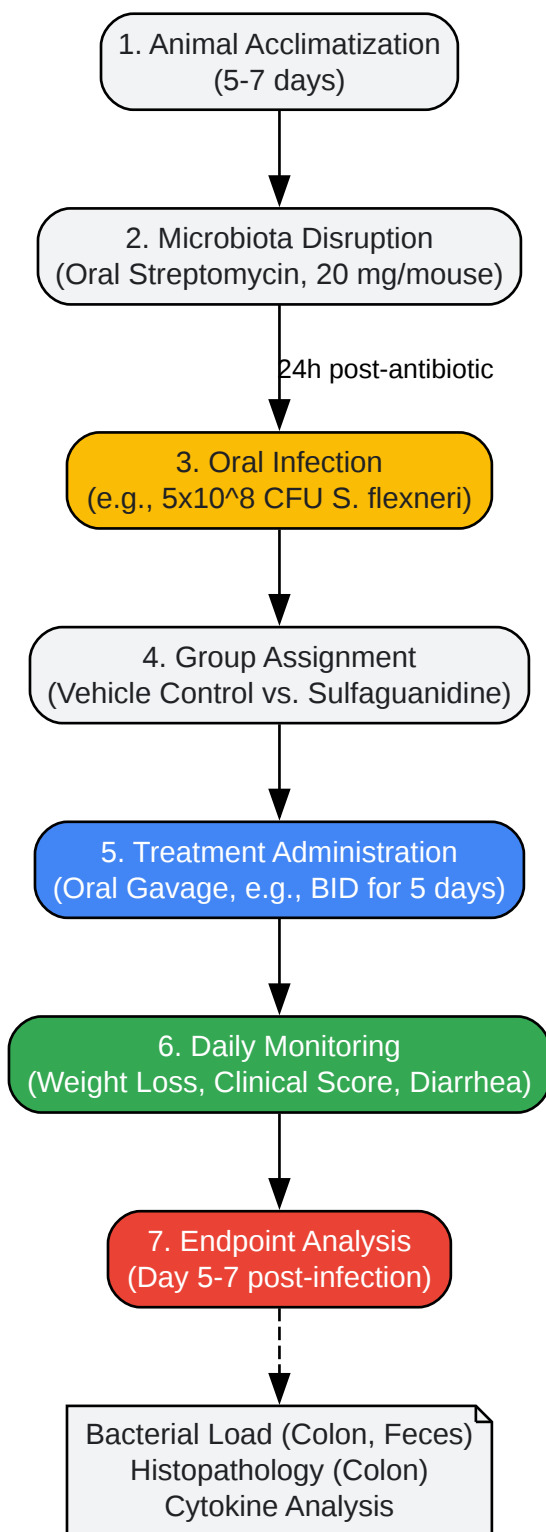 1. Animal Acclimatization
(5-7 days)
2. Microbiota Disruption
(Oral Streptomycin, 20 mg/mouse)
24h post-antibiotic
3. Oral Infection
(e.g., 5x10^8 CFU S. flexneri)
4. Group Assignment
(Vehicle Control vs. Sulfaguanidine)
5. Treatment Administration
(Oral Gavage, e.g., BID for 5 days)
6. Daily Monitoring
(Weight Loss, Clinical Score, Diarrhea)
7. Endpoint Analysis
(Day 5-7 post-infection)
Bacterial Load (Colon, Feces)
Histopathology (Colon)
Cytokine Analysis